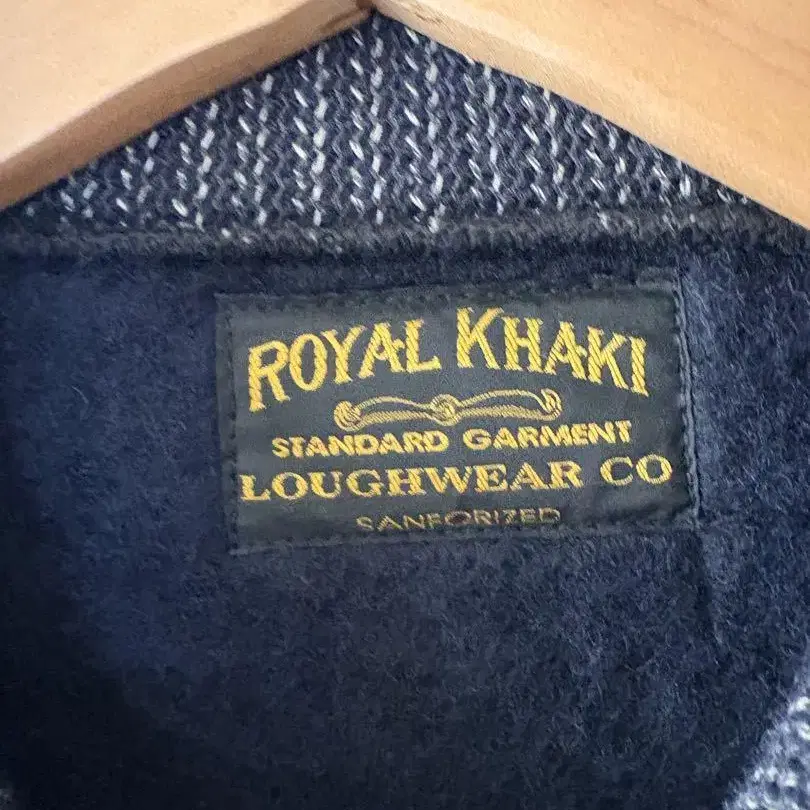 ROYAL KHAKI
STANDARD GARMENT
LOUGHWEAR CO
SANFORIZED